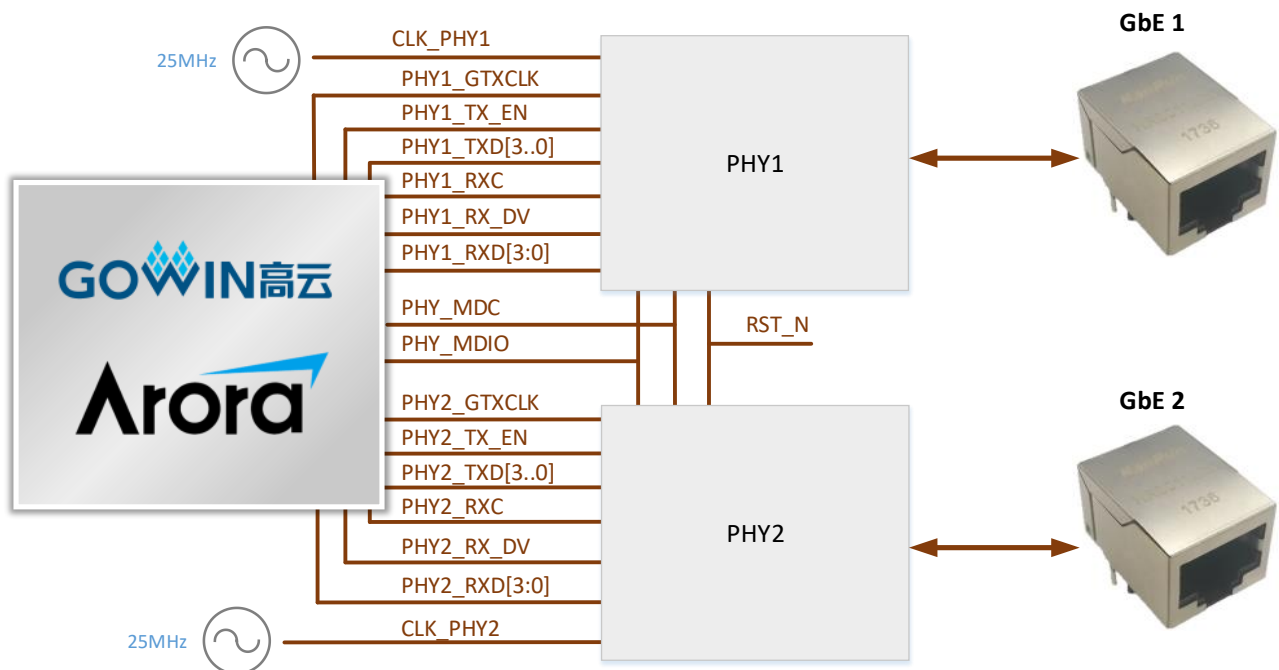 GbE 1
CLK_PHY1
25MHz
PHY1_GTXCLK
PHY1_TX_EN
PHY1_TXD[3..0]
PHY1_RXC
PHY1_RX_DV
PHY1_RXD[3:0]
PHY1
1736
GOWIN高云
Arora
PHY_MDC
PHY_MDIO
RST_N
GbE 2
PHY2_GTXCLK
PHY2_TX_EN
PHY2_TXD[3..0]
PHY2_RXC
PHY2_RX_DV
PHY2_RXD[3:0]
PHY2
1736
CLK_PHY2
25MHz